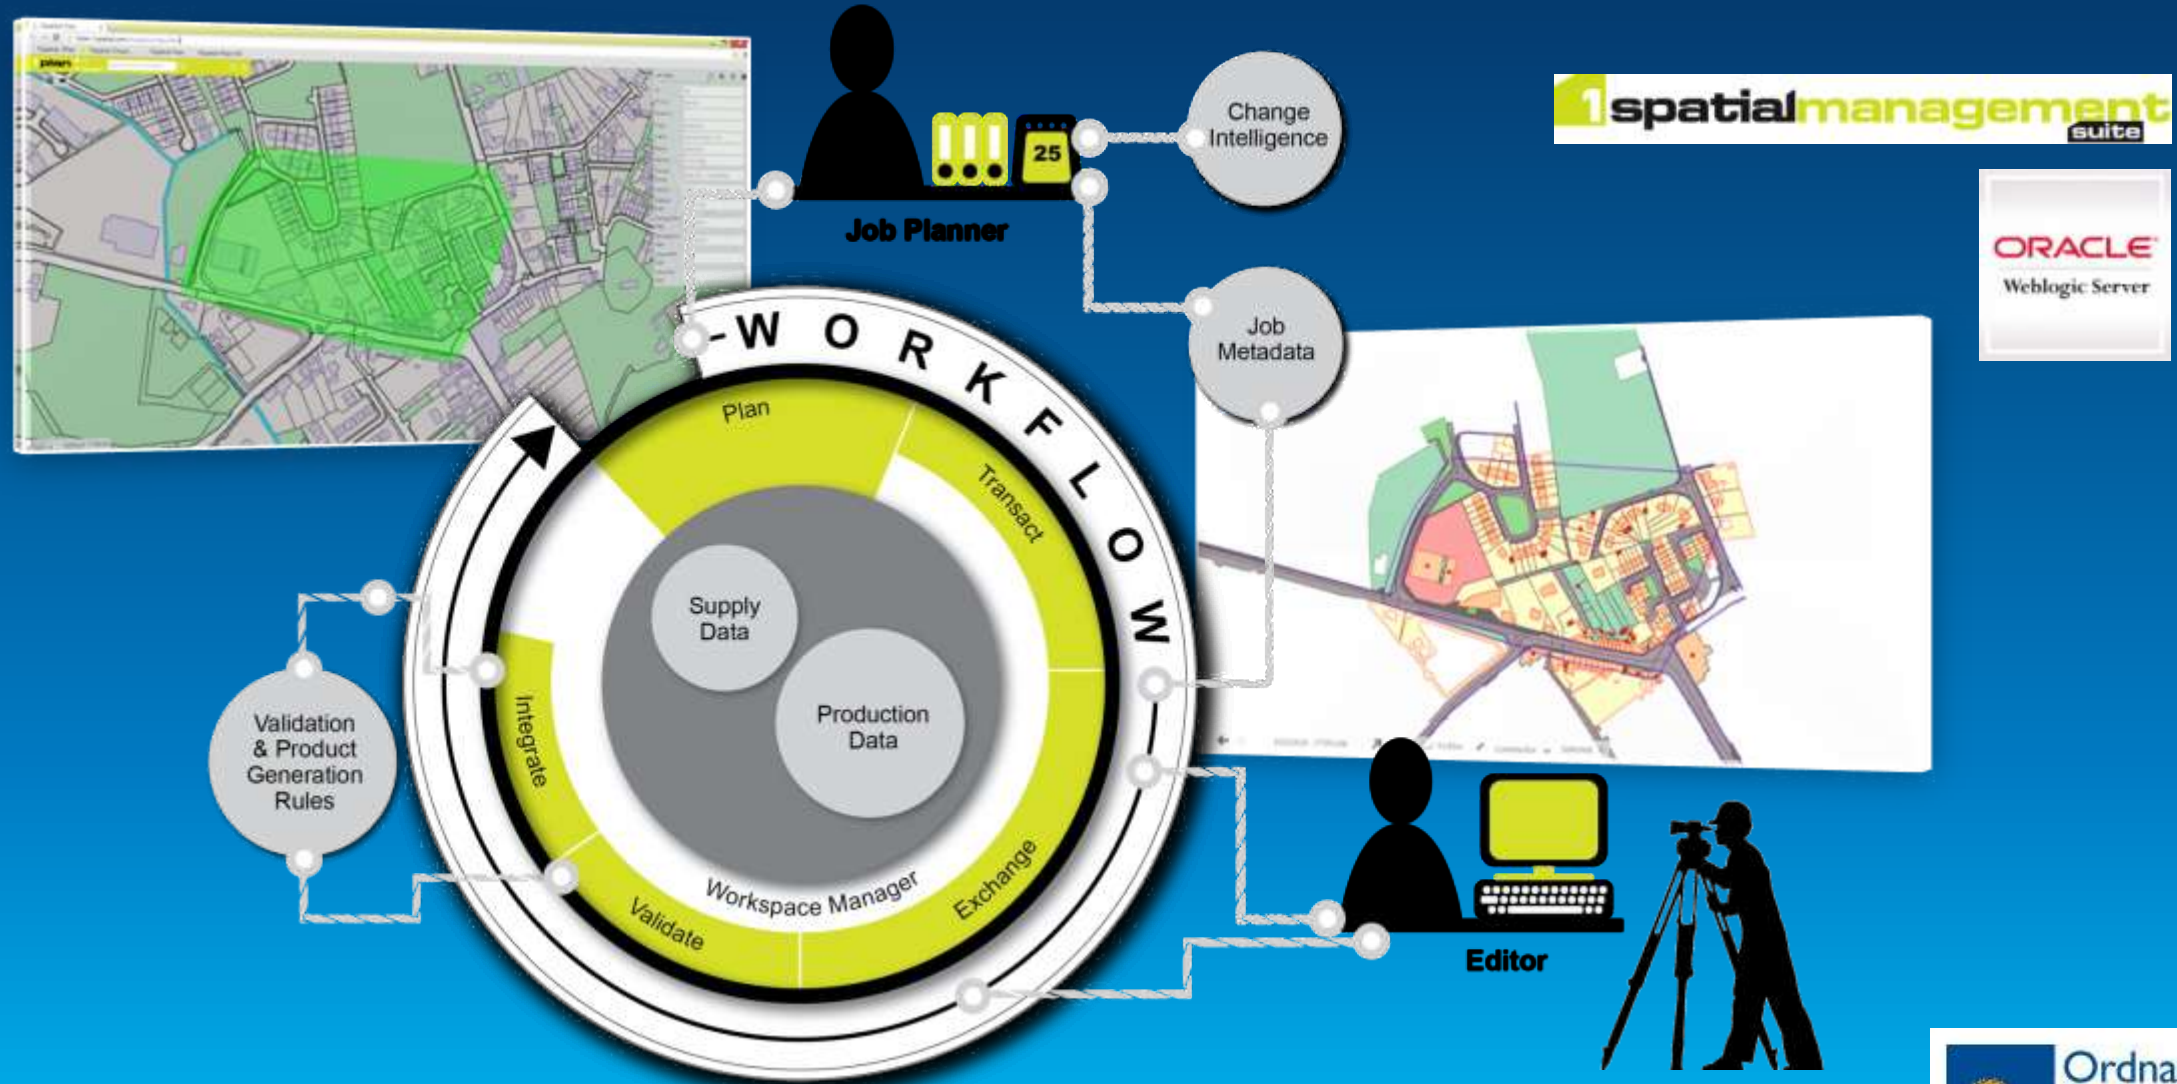 plan
25
Job Planner
Change
Intelligence
1spatialmanagement
suite
ORACLE
Weblogic Server
Job
Metadata
WORKFLOW
Plan
Transact
Supply
Data
Production
Data
Integrate
Validation
& Product
Generation
Rules
Workspace Manager
Validate
Exchange
Editor
Ordna